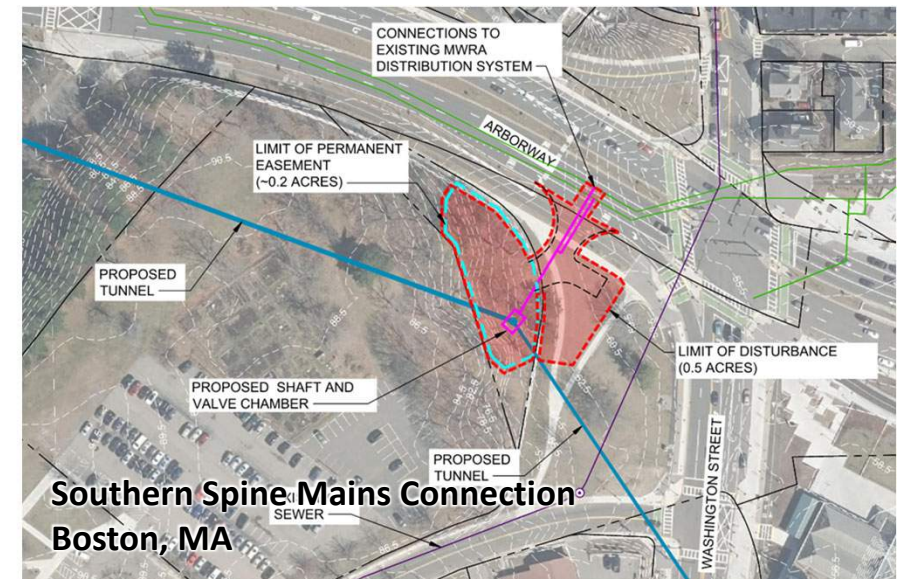 CONNECTIONS TO
EXISTING MWRA
DISTRIBUTION SYSTEM
ARBORWAY
LIMIT OF PERMANENT
EASEMENT
(~0.2 ACRES)
PROPOSED
TUNNEL
LIMIT OF DISTURBANCE
(0.5 ACRES)
PROPOSED SHAFT AND
VALVE CHAMBER
PROPOSED
TUNNEL
WASHINGTON STREET
SEWER
Southern Spine Mains Connection
Boston, MA